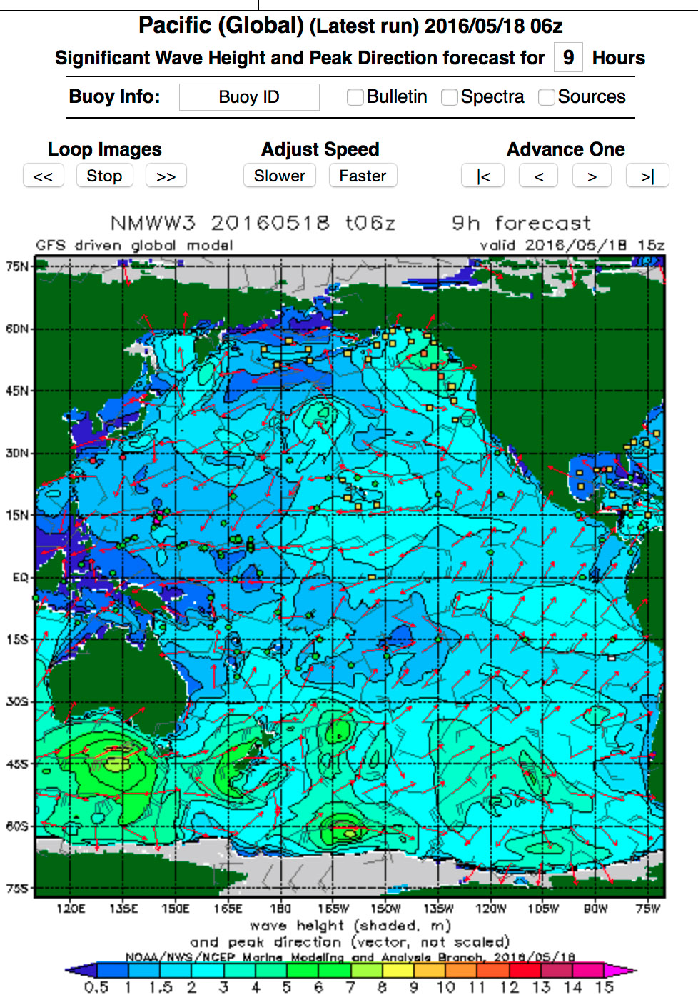 Pacific (Global) (Latest run) 2016/05/18 06z
Significant Wave Height and Peak Direction forecast for 9 Hours
Buoy Info: Buoy ID Bulletin Spectra Sources
Loop Images Adjust Speed Advance One
<< Stop >> Slower Faster |< < > >|
NMWW3 20160518 t06z 9h forecast
GFS driven global model valid 2016/05/18 15z
75N
60N
45N
30N
15N
EQ
15S
30S
45S
60S
75S
120E 135E 150E 165E 180 165W 150W 135W 120W 105W 90W 75W
wave height (shaded, m)
and peak direction (vector, not scaled)
NOAA/NWS/NCEP Marine Modeling and Analysis Branch, 2016/05/18
0.5 1 1.5 2 3 4 5 6 7 8 9 10 11 12 13 14 15